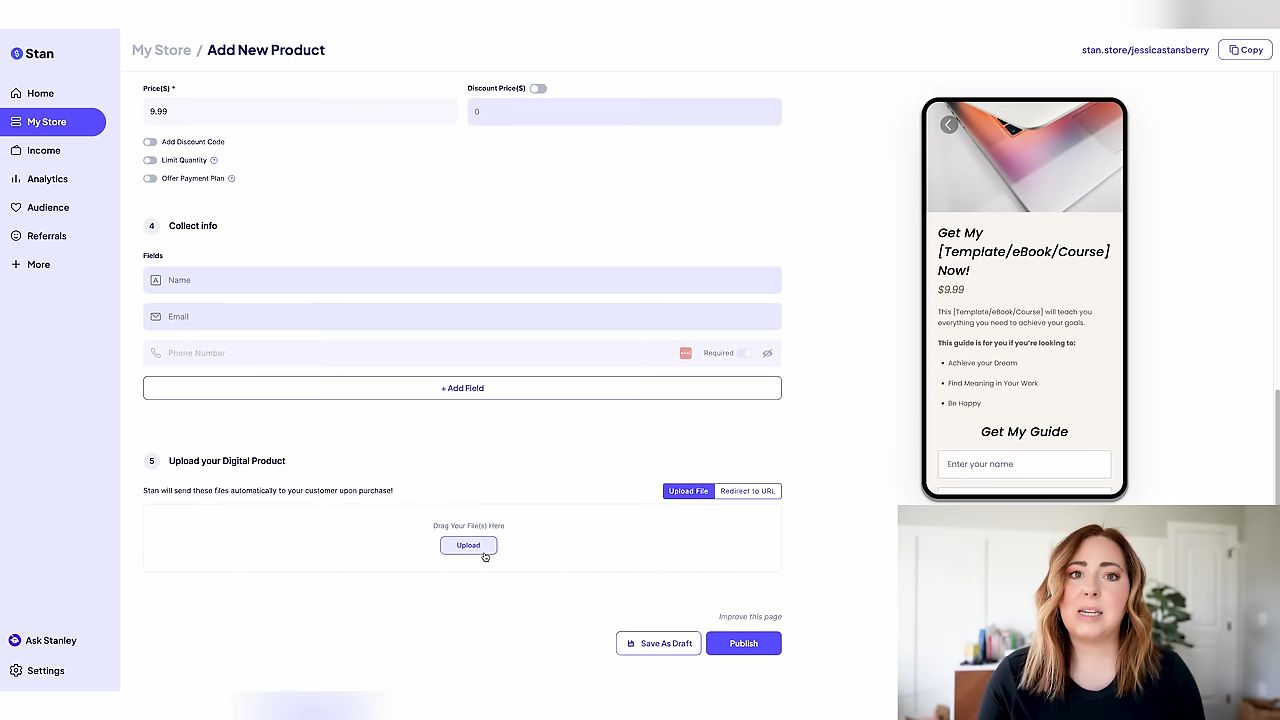 Stan
My Store / Add New Product
stan.store/jessicastansberry
Copy
Home
My Store
Income
Analytics
Audience
Referrals
More
Ask Stanley
Settings
Price($) *
Discount Price($)
9.99
0
Add Discount Code
Limit Quantity ?
Offer Payment Plan ?
4 Collect info
Fields
A Name
Email
Phone Number
Required
+ Add Field
5 Upload your Digital Product
Stan will send these files automatically to your customer upon purchase!
Upload File
Redirect to URL
Drag Your File(s) Here
Upload
Improve this page
Save As Draft
Publish
Get My
[Template/eBook/Course]
Now!
$9.99
This [Template/eBook/Course] will teach you
everything you need to achieve your goals.
This guide is for you if you're looking to:
• Achieve your Dream
• Find Meaning in Your Work
• Be Happy
Get My Guide
Enter your name